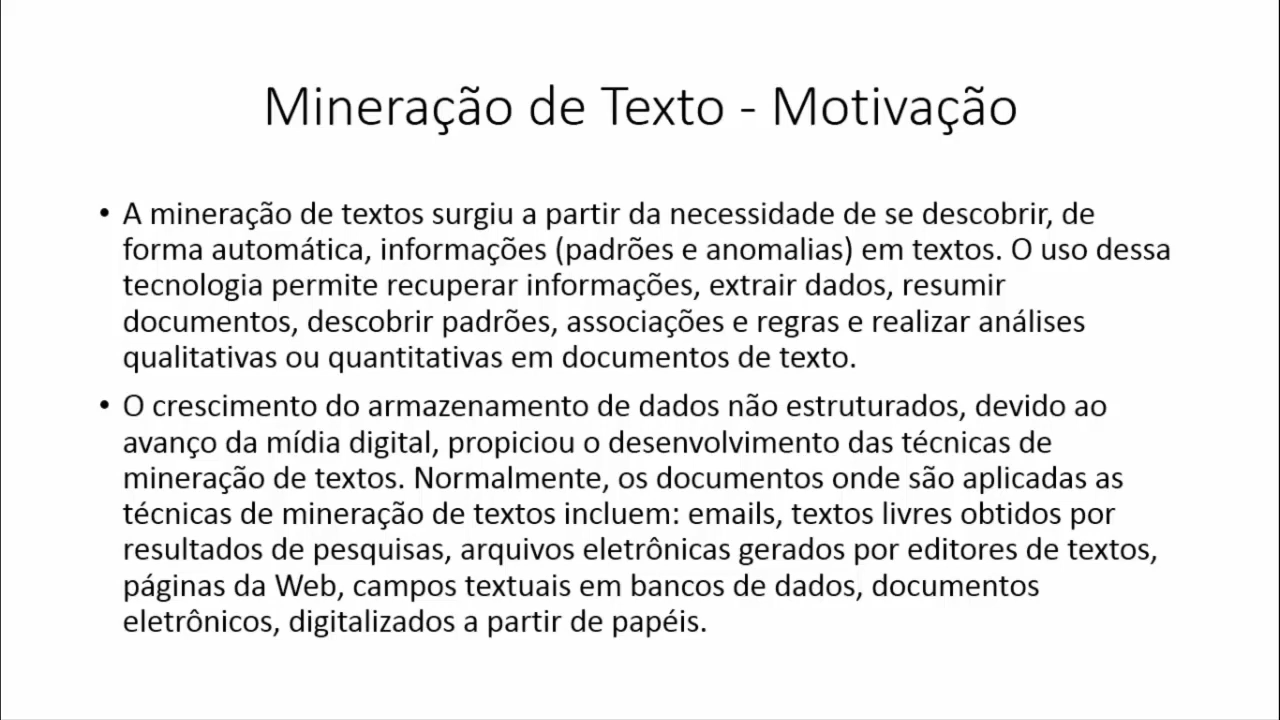 Mineração de Texto - Motivação
• A mineração de textos surgiu a partir da necessidade de se descobrir, de
forma automática, informações (padrões e anomalias) em textos. O uso dessa
tecnologia permite recuperar informações, extrair dados, resumir
documentos, descobrir padrões, associações e regras e realizar análises
qualitativas ou quantitativas em documentos de texto.
• O crescimento do armazenamento de dados não estruturados, devido ao
avanço da mídia digital, propiciou o desenvolvimento das técnicas de
mineração de textos. Normalmente, os documentos onde são aplicadas as
técnicas de mineração de textos incluem: emails, textos livres obtidos por
resultados de pesquisas, arquivos eletrônicas gerados por editores de textos,
páginas da Web, campos textuais em bancos de dados, documentos
eletrônicos, digitalizados a partir de papéis.